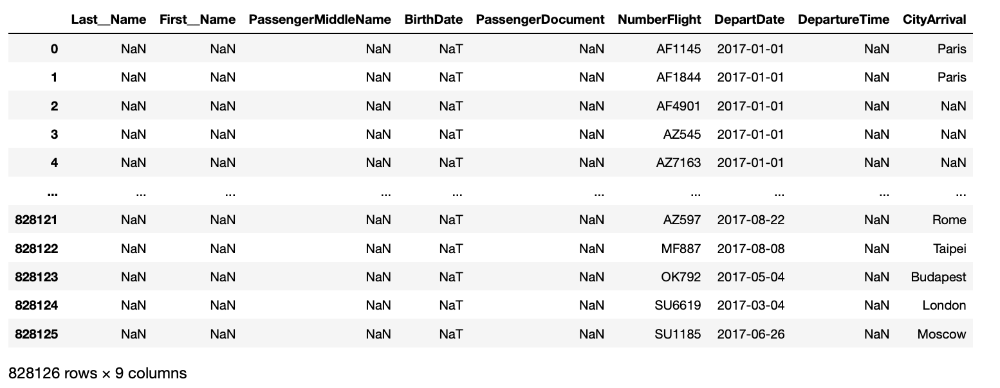 Last__Name First__Name PassengerMiddleName BirthDate PassengerDocument NumberFlight DepartDate DepartureTime CityArrival
0 NaN NaN NaN NaT NaN AF1145 2017-01-01 NaN Paris
1 NaN NaN NaN NaT NaN AF1844 2017-01-01 NaN Paris
2 NaN NaN NaN NaT NaN AF4901 2017-01-01 NaN NaN
3 NaN NaN NaN NaT NaN AZ545 2017-01-01 NaN NaN
4 NaN NaN NaN NaT NaN AZ7163 2017-01-01 NaN NaN
... ... ... ... ... ... ... ... ... ...
828121 NaN NaN NaN NaT NaN AZ597 2017-08-22 NaN Rome
828122 NaN NaN NaN NaT NaN MF887 2017-08-08 NaN Taipei
828123 NaN NaN NaN NaT NaN OK792 2017-05-04 NaN Budapest
828124 NaN NaN NaN NaT NaN SU6619 2017-03-04 NaN London
828125 NaN NaN NaN NaT NaN SU1185 2017-06-26 NaN Moscow
828126 rows × 9 columns